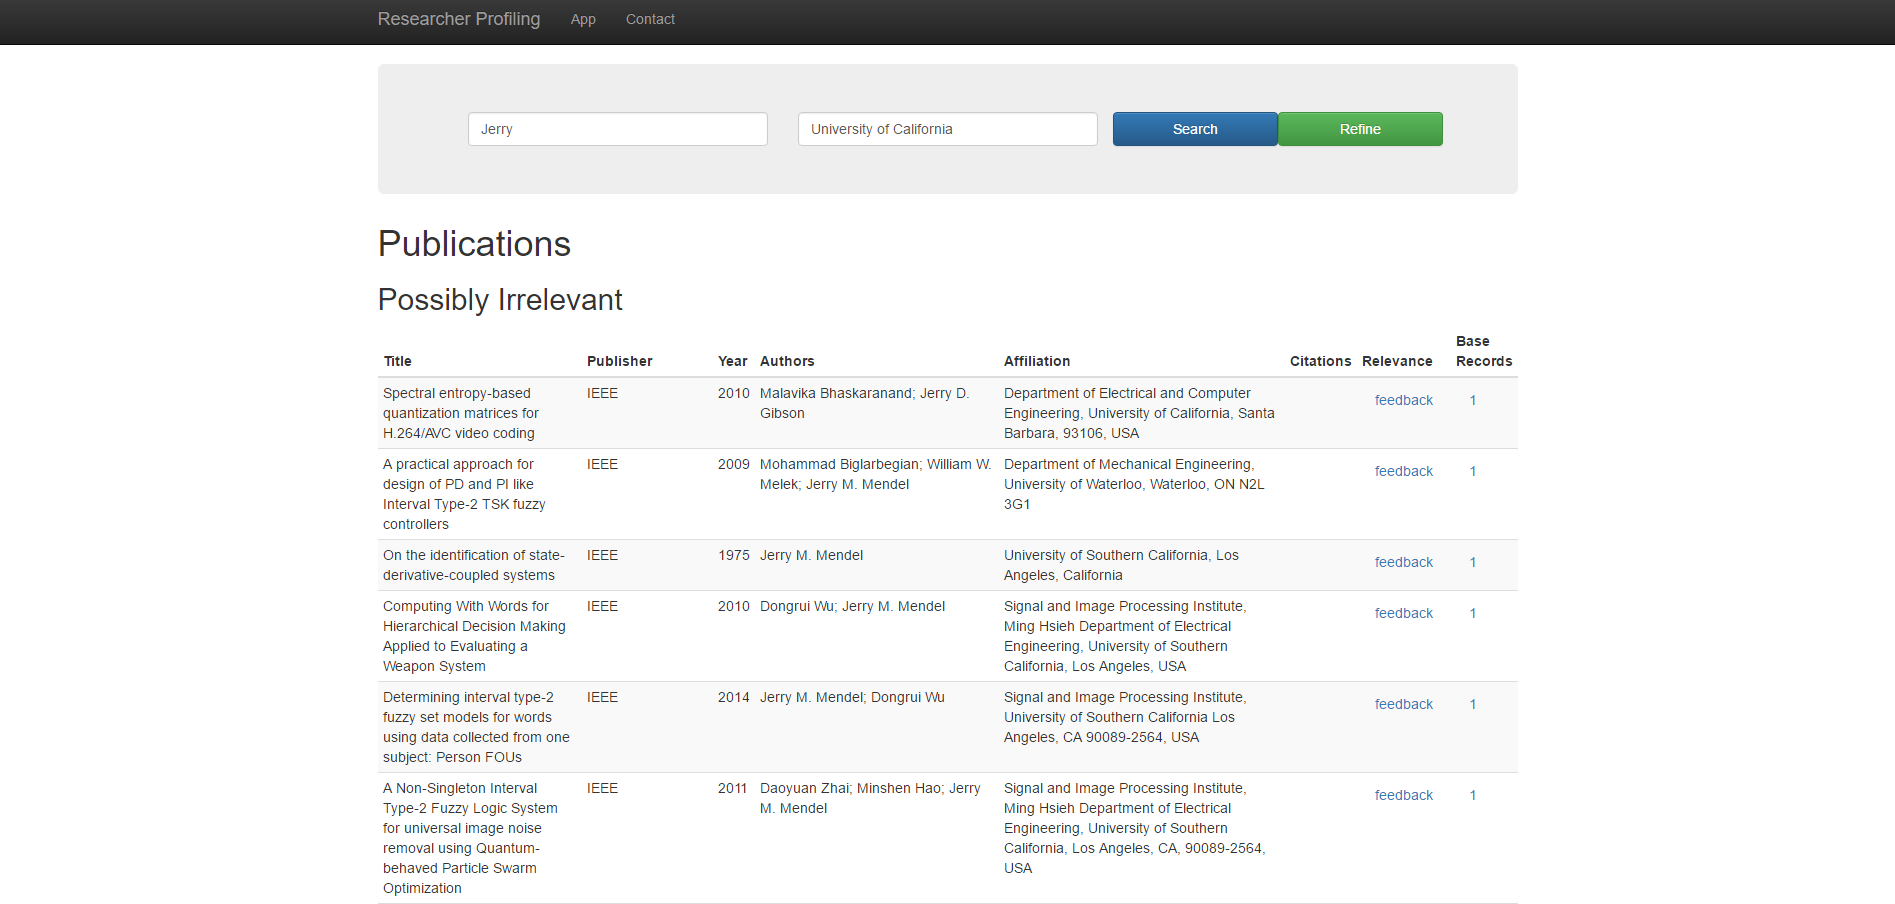 Researcher Profiling App Contact
Jerry University of California Search Refine
Publications
Possibly Irrelevant
Title Publisher Year Authors Affiliation Citations Relevance Base Records
Spectral entropy-based IEEE 2010 Malavika Bhaskaranand; Jerry D. Department of Electrical and Computer feedback 1
quantization matrices for Gibson Engineering, University of California, Santa
H.264/AVC video coding Barbara, 93106, USA
A practical approach for IEEE 2009 Mohammad Biglarbegian; William W. Department of Mechanical Engineering, feedback 1
design of PD and PI like Melek; Jerry M. Mendel University of Waterloo, Waterloo, ON N2L
Interval Type-2 TSK fuzzy 3G1
controllers
On the identification of state- IEEE 1975 Jerry M. Mendel University of Southern California, Los feedback 1
derivative-coupled systems Angeles, California
Computing With Words for IEEE 2010 Dongrui Wu; Jerry M. Mendel Signal and Image Processing Institute, feedback 1
Hierarchical Decision Making Ming Hsieh Department of Electrical
Applied to Evaluating a Engineering, University of Southern
Weapon System California, Los Angeles, USA
Determining interval type-2 IEEE 2014 Jerry M. Mendel; Dongrui Wu Signal and Image Processing Institute, feedback 1
fuzzy set models for words University of Southern California Los
using data collected from one Angeles, CA 90089-2564, USA
subject: Person FOUs
A Non-Singleton Interval IEEE 2011 Daoyuan Zhai; Minshen Hao; Jerry Signal and Image Processing Institute, feedback 1
Type-2 Fuzzy Logic System M. Mendel Ming Hsieh Department of Electrical
for universal image noise Engineering, University of Southern
removal using Quantum- California, Los Angeles, CA, 90089-2564,
behaved Particle Swarm USA
Optimization